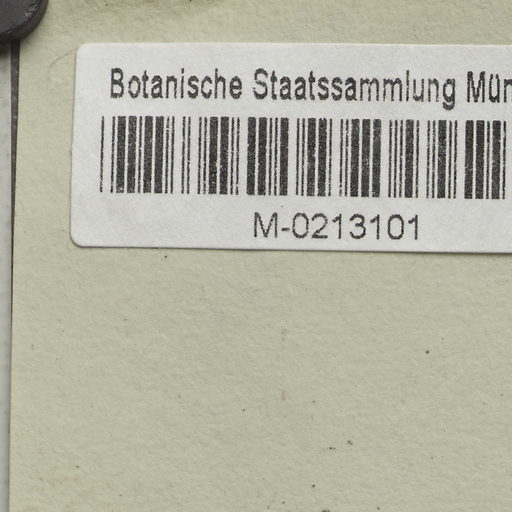 Botanische Staatssammlung Mün
M-0213101